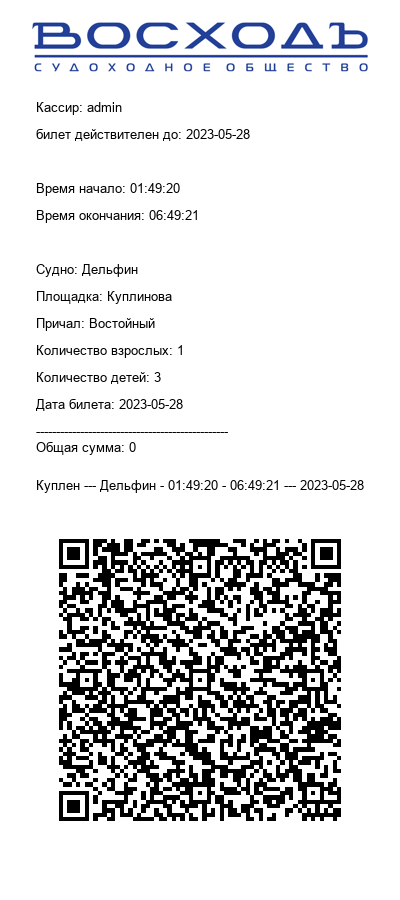 ВОСХОДЪ
СУДОХОДНОЕ ОБЩЕСТВО
Кассир: admin
билет действителен до: 2023-05-28
Время начало: 01:49:20
Время окончания: 06:49:21
Судно: Дельфин
Площадка: Куплинова
Причал: Востойный
Количество взрослых: 1
Количество детей: 3
Дата билета: 2023-05-28
------------------------------------------------
Общая сумма: 0
Куплен --- Дельфин - 01:49:20 - 06:49:21 --- 2023-05-28